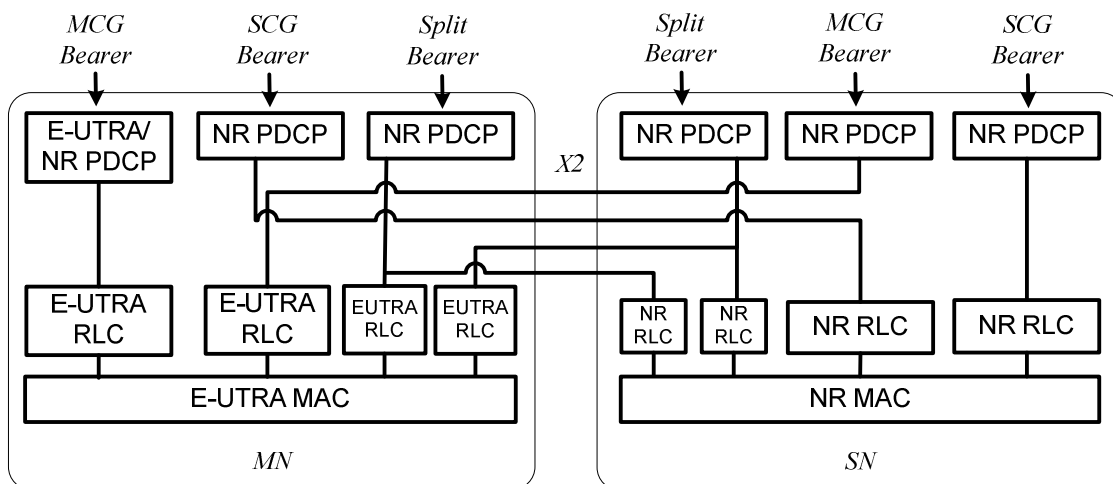 MCG
Bearer
SCG
Bearer
Split
Bearer
Split
Bearer
MCG
Bearer
SCG
Bearer
E-UTRA/
NR PDCP
NR PDCP
NR PDCP
X2
NR PDCP
NR PDCP
NR PDCP
E-UTRA
RLC
E-UTRA
RLC
EUTRA
RLC
EUTRA
RLC
NR
RLC
NR
RLC
NR RLC
NR RLC
E-UTRA MAC
NR MAC
MN
SN